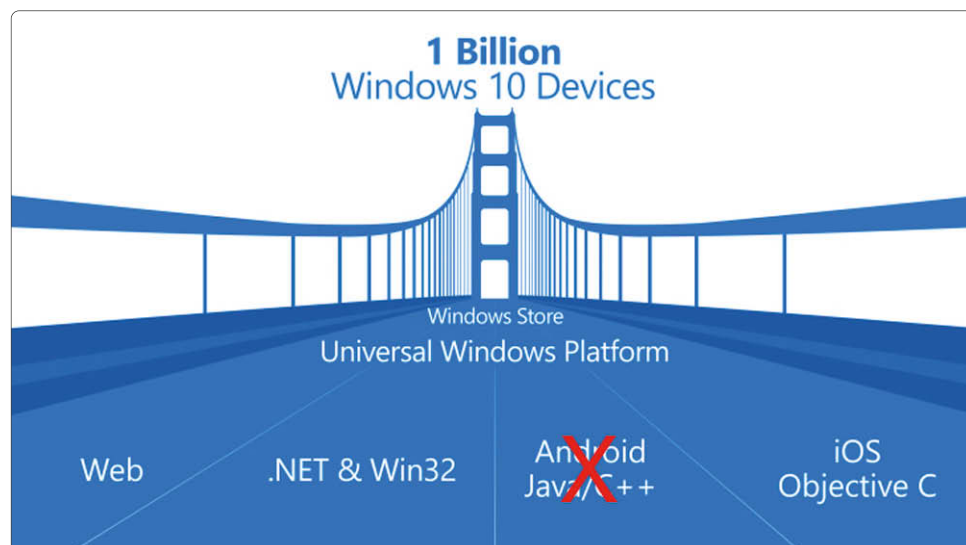 1 Billion
Windows 10 Devices
Windows Store
Universal Windows Platform
Web
.NET & Win32
Android
Java/C++
iOS
Objective C
X